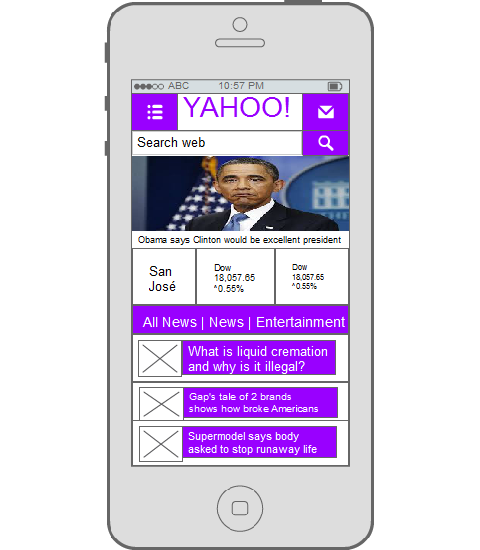 ABC 10:57 PM
YAHOO!
Search web
Obama says Clinton would be excellent president
San
José
Dow
18,057.65
^0.55%
Dow
18,057.65
^0.55%
All News | News | Entertainment
What is liquid cremation
and why is it illegal?
Gap's tale of 2 brands
shows how broke Americans
Supermodel says body
asked to stop runaway life